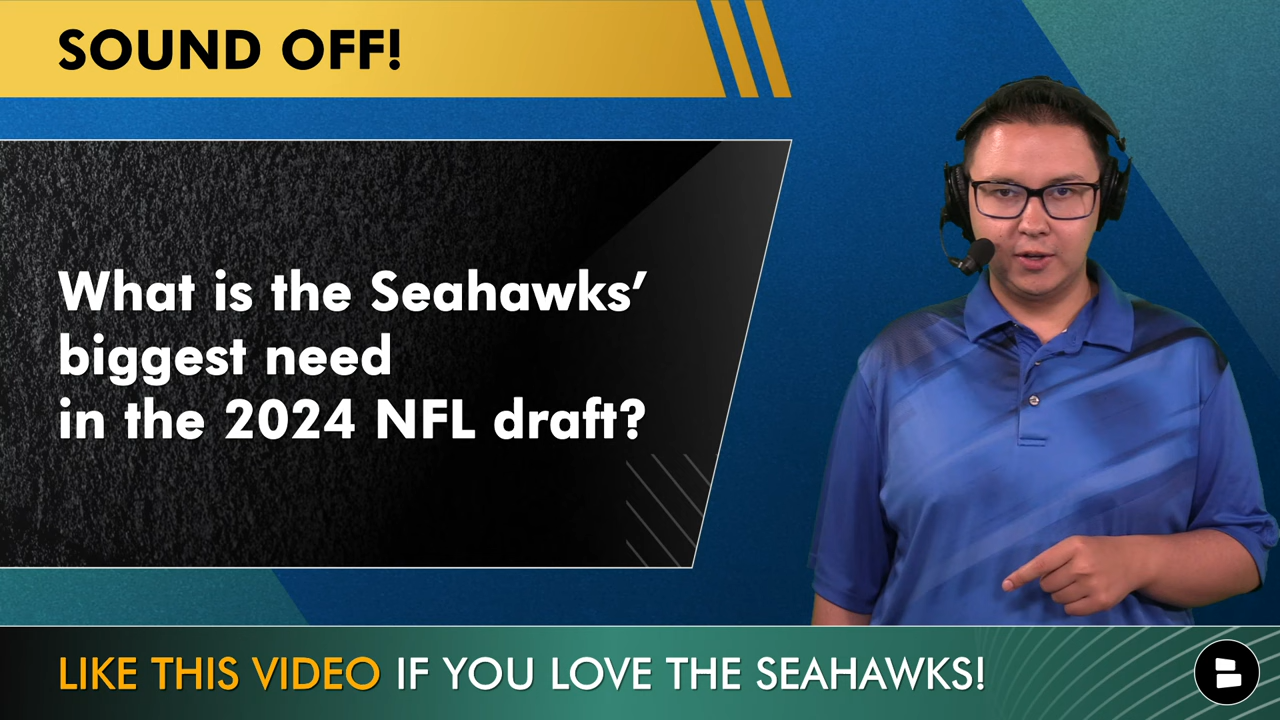 SOUND OFF!
What is the Seahawks’
biggest need
in the 2024 NFL draft?
LIKE THIS VIDEO IF YOU LOVE THE SEAHAWKS!